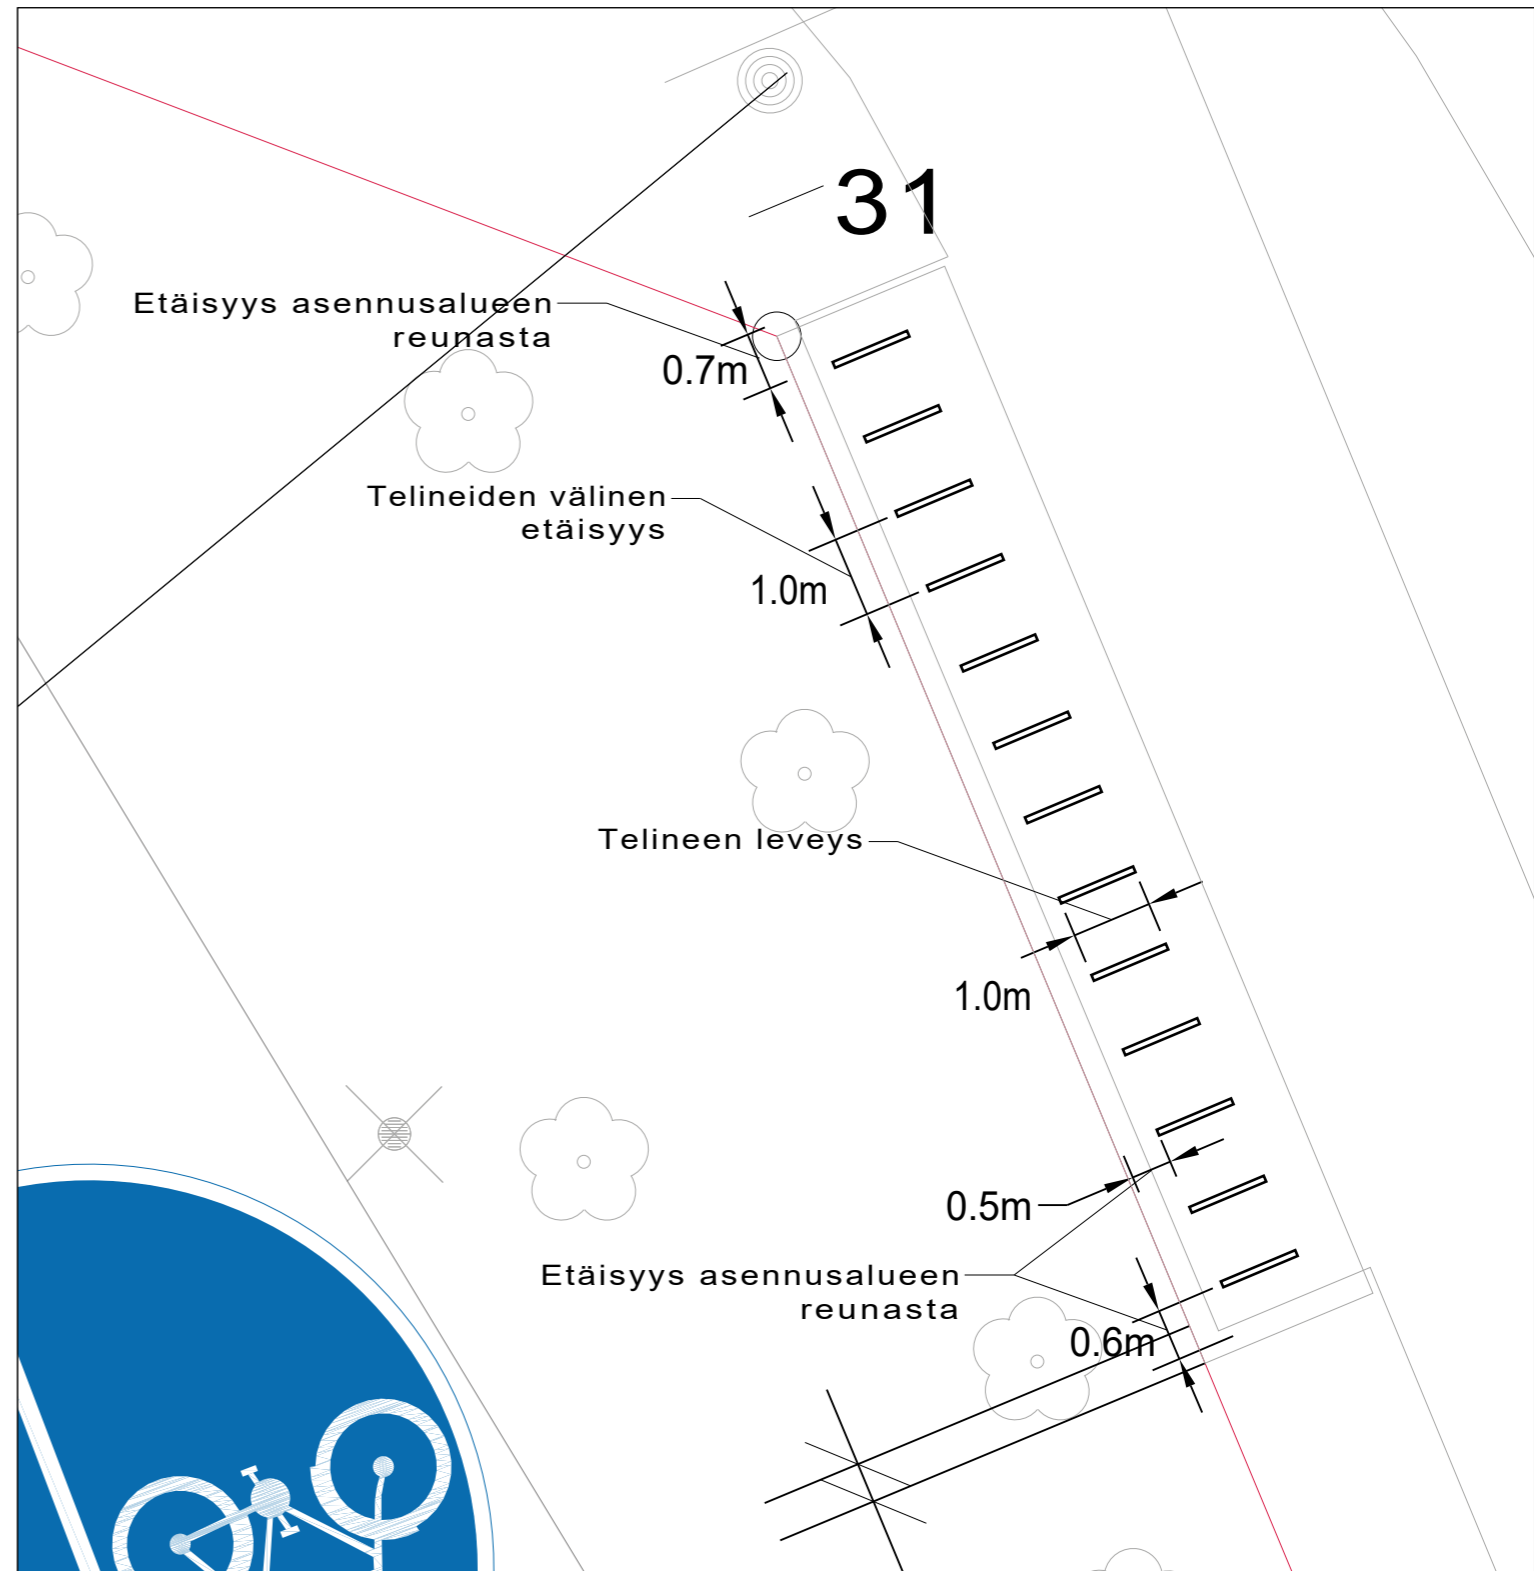 31
Etäisyys asennusalueen
reunasta
0.7m
Telineiden välinen
etäisyys
1.0m
Telineen leveys
1.0m
0.5m
Etäisyys asennusalueen
reunasta
0.6m